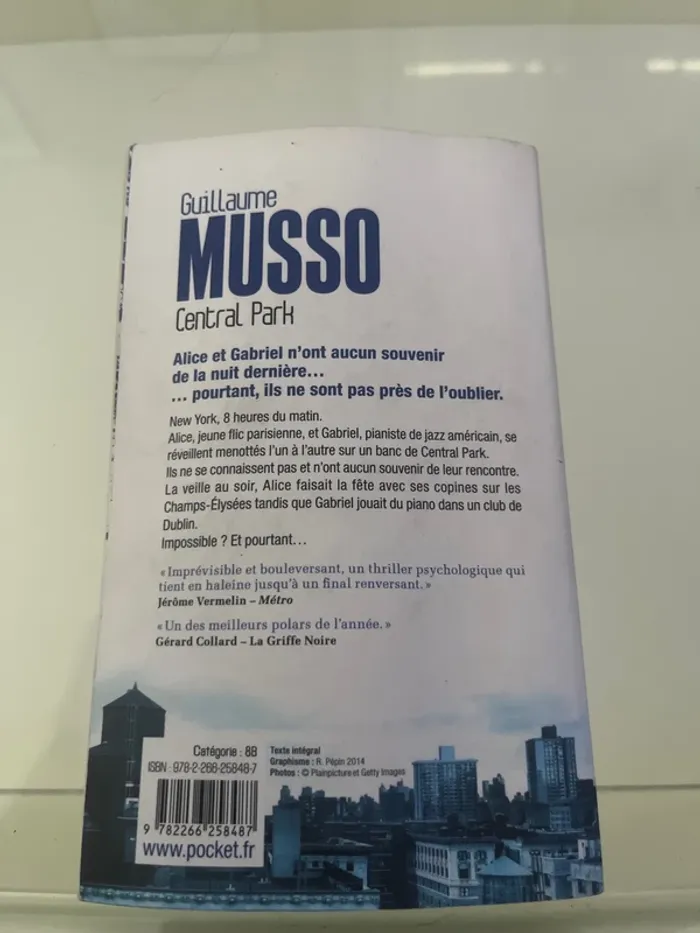 Guillaume
MUSSO
Central Park
Alice et Gabriel n'ont aucun souvenir
de la nuit dernière...
... pourtant, ils ne sont pas près de l'oublier.
New York, 8 heures du matin.
Alice, jeune flic parisienne, et Gabriel, pianiste de jazz américain, se
réveillent menottés l'un à l'autre sur un banc de Central Park.
Ils ne se connaissent pas et n'ont aucun souvenir de leur rencontre.
La veille au soir, Alice faisait la fête avec ses copines sur les
Champs-Élysées tandis que Gabriel jouait du piano dans un club de
Dublin.
Impossible ? Et pourtant...
« Imprévisible et bouleversant, un thriller psychologique qui
tient en haleine jusqu'à un final renversant. »
Jérôme Vermelin – Métro
« Un des meilleurs polars de l'année. »
Gérard Collard – La Griffe Noire
Catégorie : 8B
ISBN : 978-2-266-25848-7
9 782266 258487
www.pocket.fr
Texte intégral
Graphisme : R. Pépin 2014
Photos : © Plainpicture et Getty Images